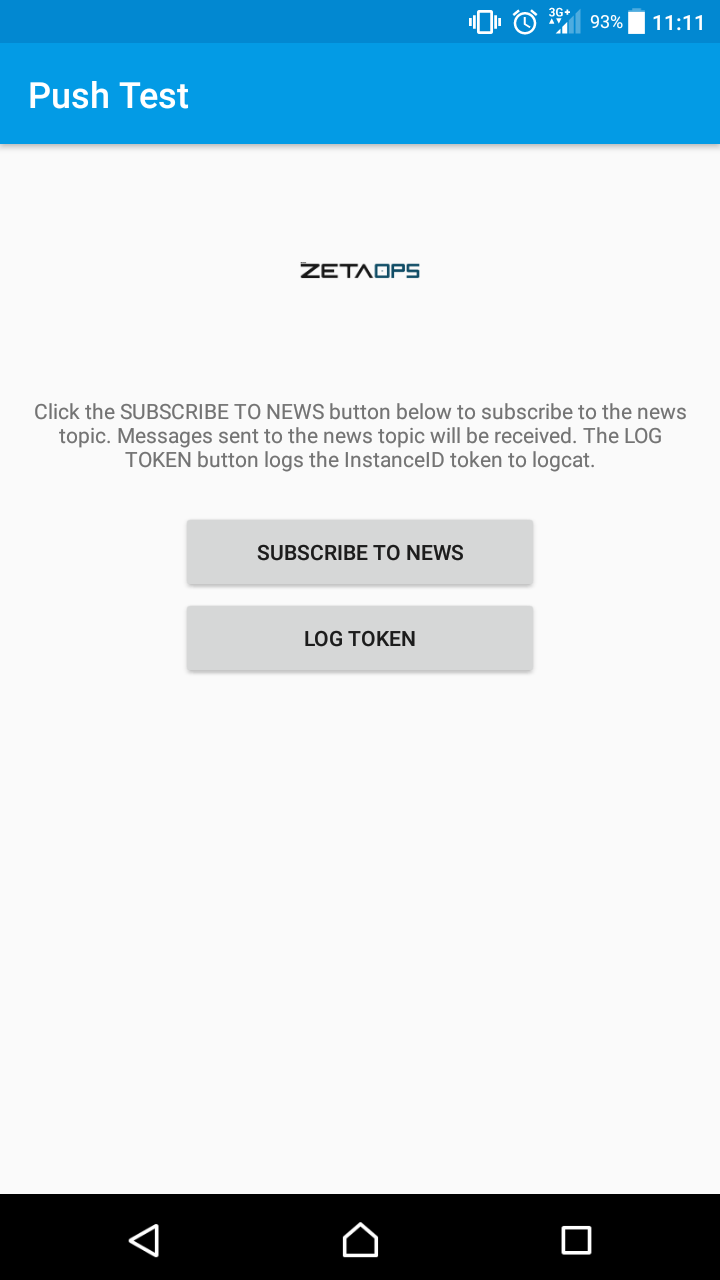 3G+ 93% 11:11
Push Test
ZETAOPS
Click the SUBSCRIBE TO NEWS button below to subscribe to the news
topic. Messages sent to the news topic will be received. The LOG
TOKEN button logs the InstanceID token to logcat.
SUBSCRIBE TO NEWS
LOG TOKEN